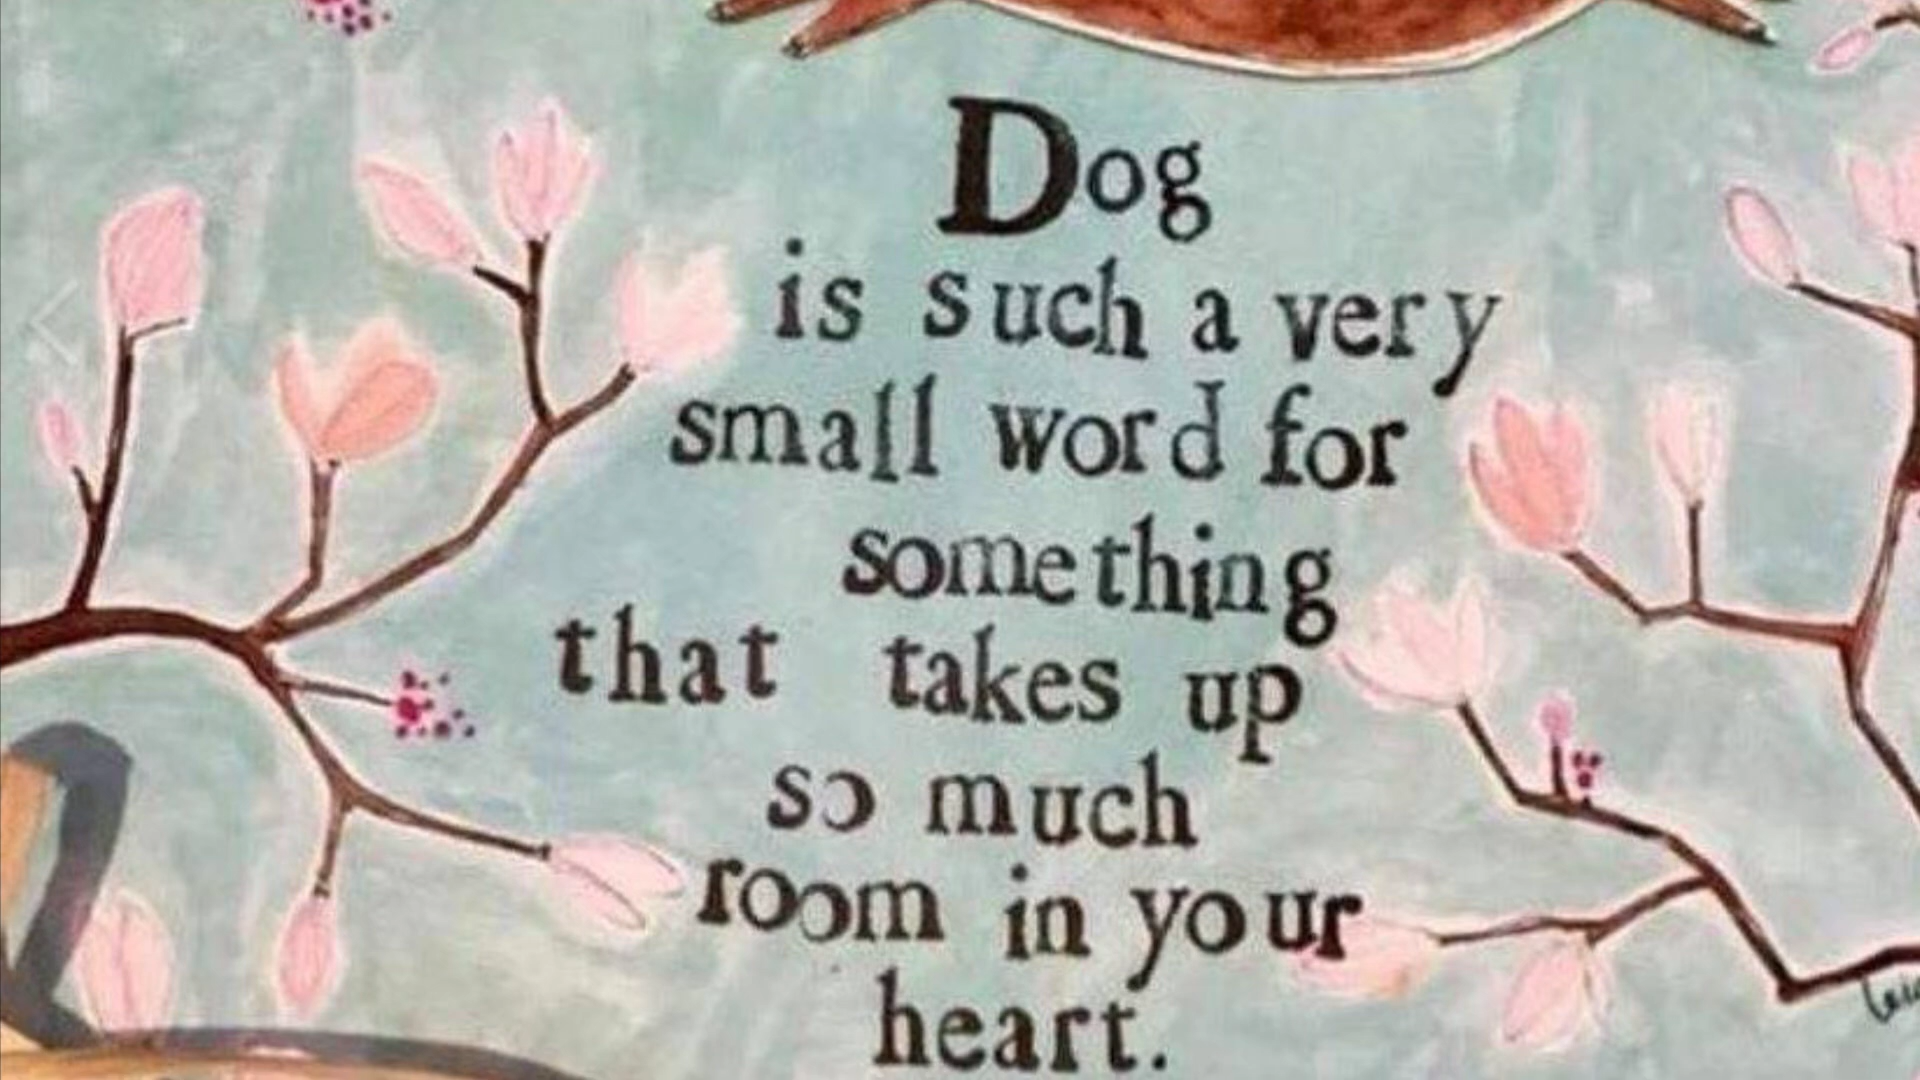 Dog
is such a very
small word for
something
that takes up
so much
room in your
heart.